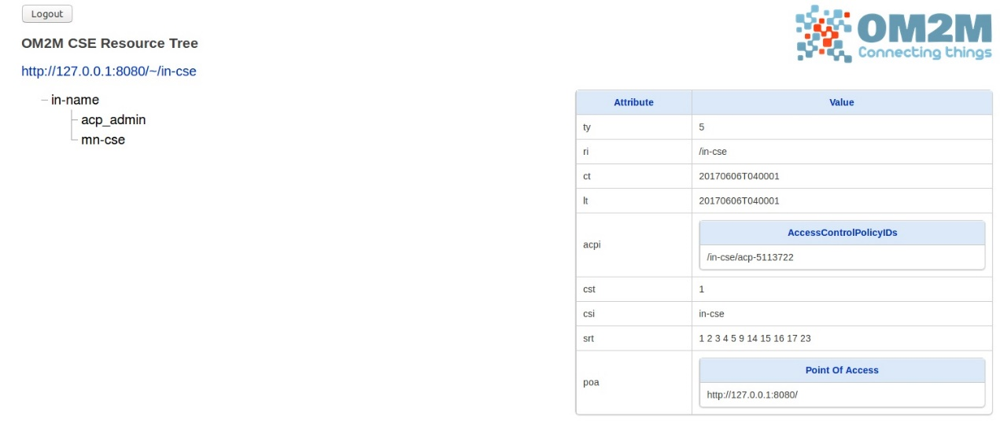 Logout
OM2M CSE Resource Tree
http://127.0.0.1:8080/~/in-cse
in-name
acp_admin
mn-cse
OM2M
Connecting things
Attribute Value
ty 5
ri /in-cse
ct 20170606T040001
lt 20170606T040001
acpi
AccessControlPolicyIDs
/in-cse/acp-5113722
cst 1
csi in-cse
srt 1 2 3 4 5 9 14 15 16 17 23
poa
Point Of Access
http://127.0.0.1:8080/